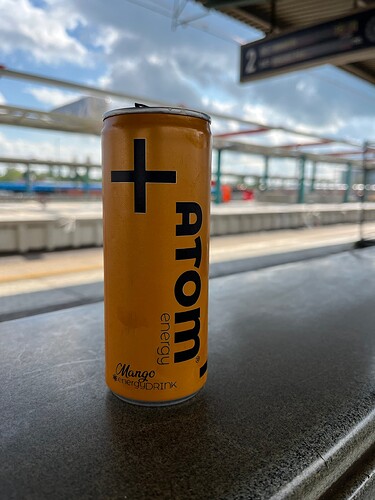 2
+
ATOM
energy
Mango
energyDRINK